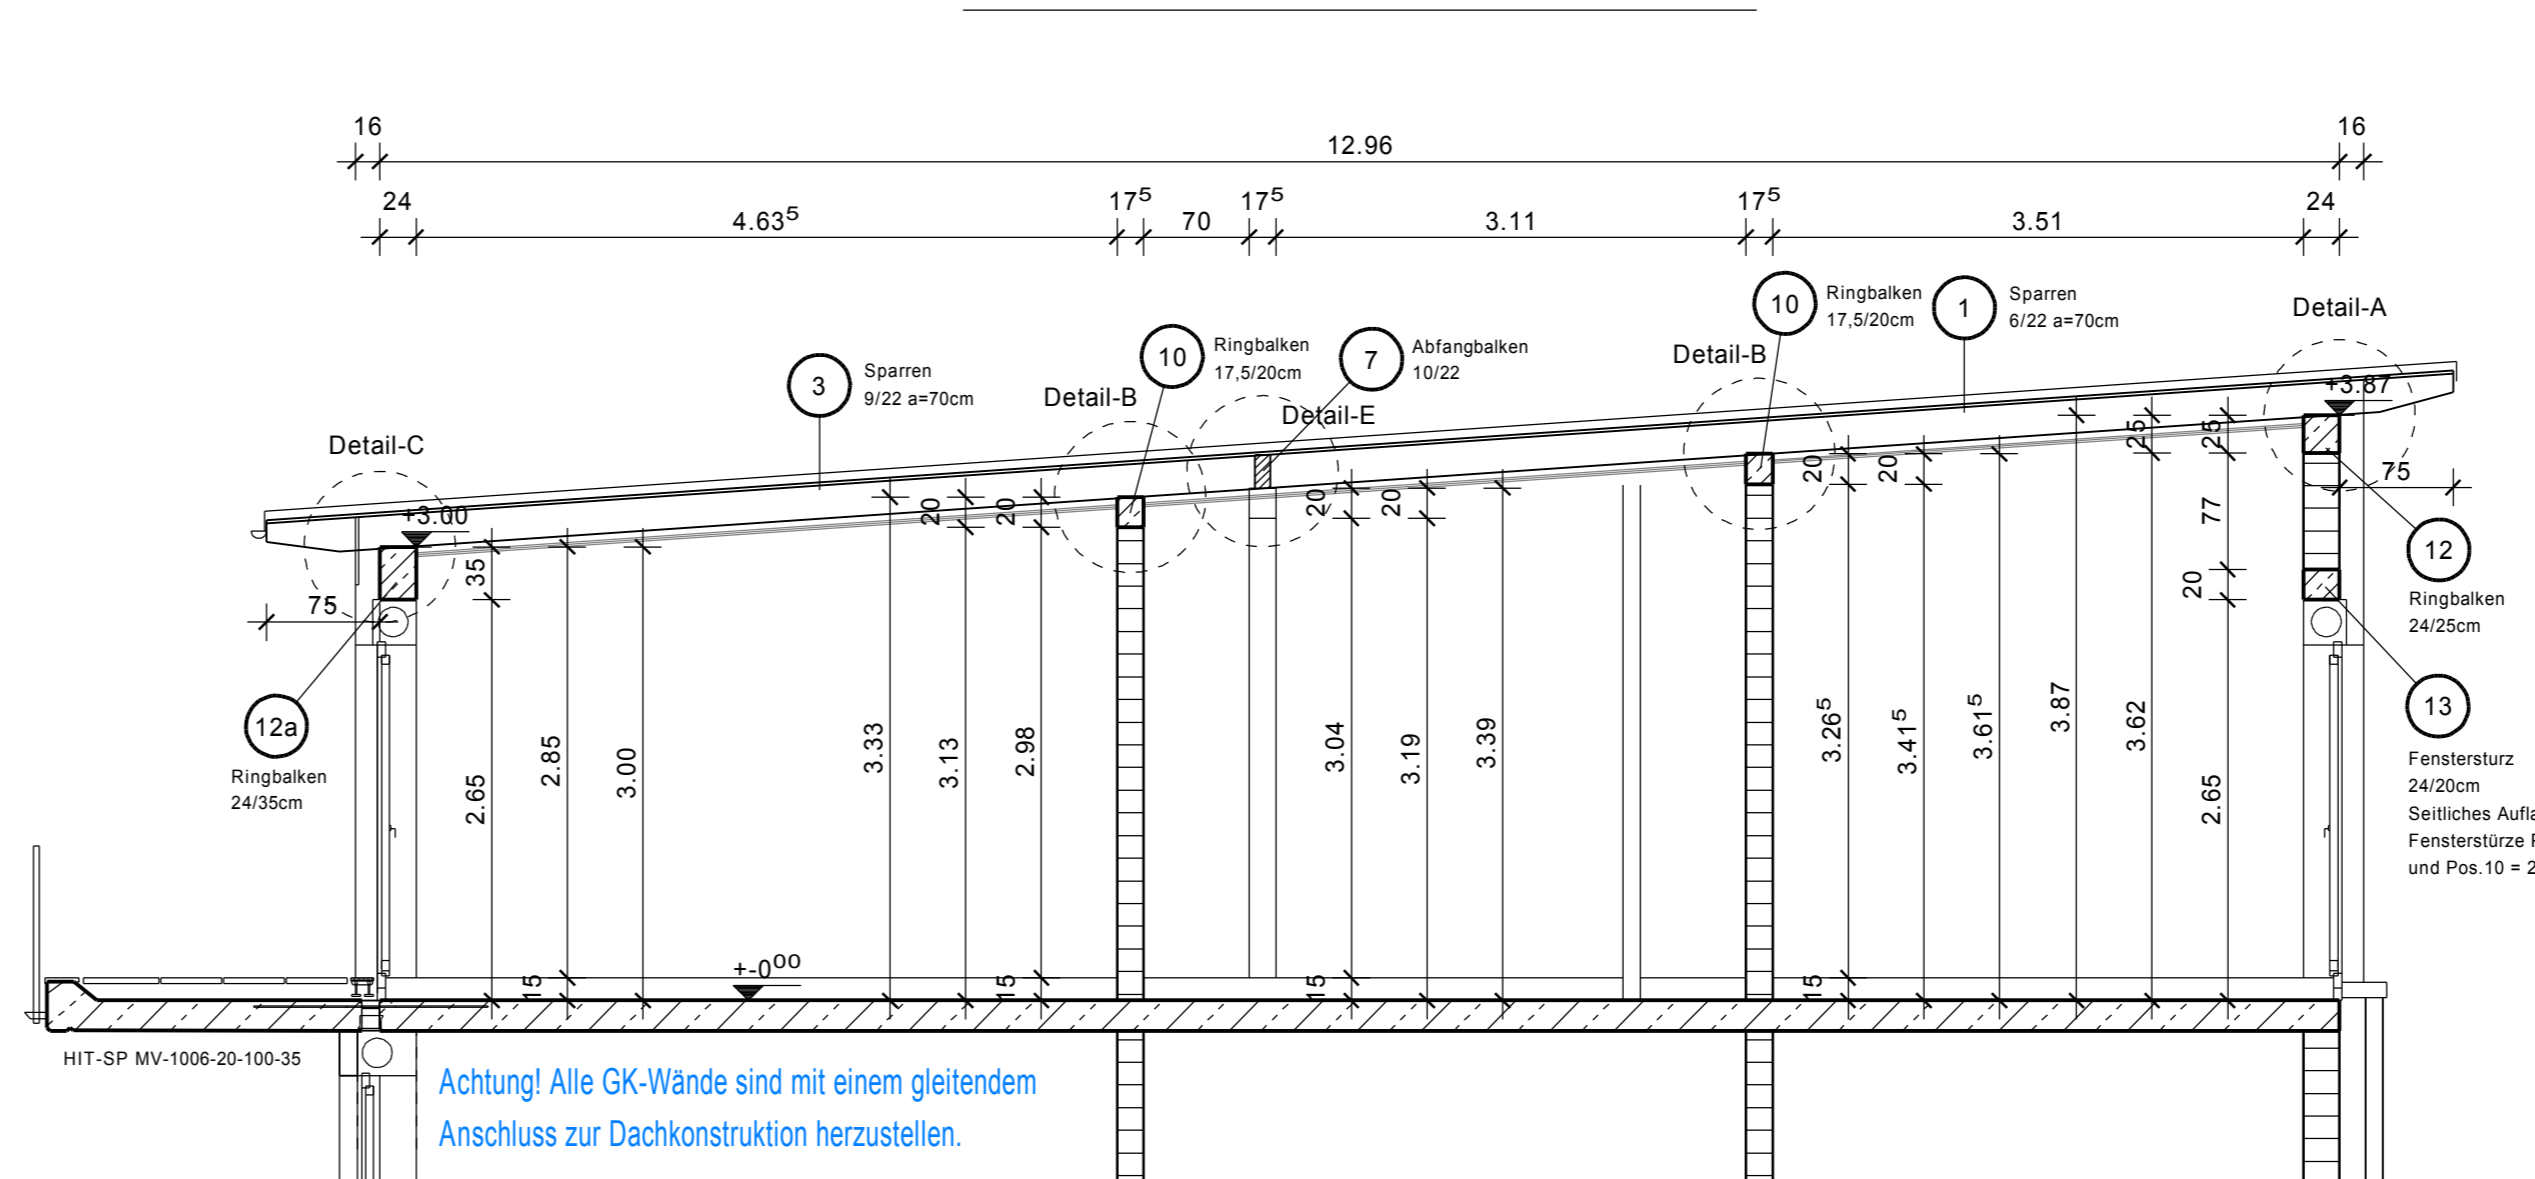 16
12.96
16
24
4.63⁵
17⁵
70
17⁵
3.11
17⁵
3.51
24
10
Ringbalken
17,5/20cm
1
Sparren
6/22 a=70cm
Detail-A
3
Sparren
9/22 a=70cm
10
Ringbalken
17,5/20cm
7
Abfangbalken
10/22
Detail-B
Detail-B
Detail-E
Detail-C
+3.87
+3.00
35
20
20
20
20
20
20
25
25
75
75
77
20
12
Ringbalken
24/25cm
12a
Ringbalken
24/35cm
13
Fenstersturz
24/20cm
Seitliches
Fensterstürze
und Pos.10 =
2.65
2.85
3.00
3.33
3.13
2.98
3.04
3.19
3.39
3.26⁵
3.41⁵
3.61⁵
3.87
3.62
2.65
15
+-0⁰⁰
15
15
15
HIT-SP MV-1006-20-100-35
Achtung! Alle GK-Wände sind mit einem gleitendem
Anschluss zur Dachkonstruktion herzustellen.